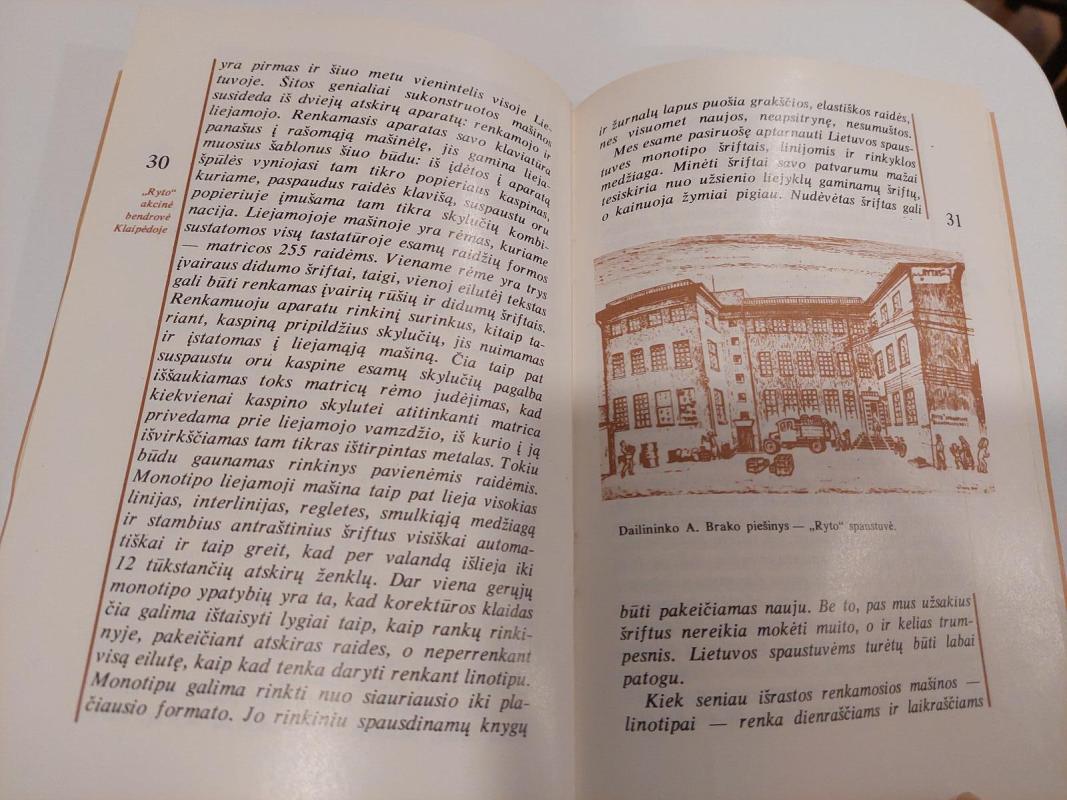 yra pirmas ir šiuo metu vienintelis visoje Lie-
tuvoje. Šitos genialiai sukonstruotos mašinos
susideda iš dviejų atskirų aparatų: renkamojo ir
liejamojo. Renkamasis aparatas savo klaviatūra
panašus į rašomąją mašinėlę, jis gamina lieja-
muosius šablonus šiuo būdu: iš įdėtos į aparatą
špūlės vyniojasi tam tikro popieriaus kaspinas,
kuriame, paspaudus raidės klavišą, suspaustu oru
popieriuje įmušama tam tikra skylučių kombi-
nacija. Liejamojoje mašinoje yra rėmas, kuriame
sustatomos visų tastatūroje esamų raidžių formos
— matricos 255 raidėms. Viename rėme yra trys
įvairaus didumo šriftai, taigi, vienoj eilutėj tekstas
gali būti renkamas įvairių rūšių ir didumų šriftais.
Renkamuoju aparatu rinkinį surinkus, kitaip ta-
riant, kaspiną pripildžius skylučių, jis nuimamas
ir įstatomas į liejamąją mašiną. Čia taip pat
suspaustu oru kaspine esamų skylučių pagalba
iššaukiamas toks matricų rėmo judėjimas, kad
kiekvienai kaspino skylutei atitinkanti matrica
privedama prie liejamojo vamzdžio, iš kurio į ją
išvirkščiamas tam tikras ištirpintas metalas. Tokiu
būdu gaunamas rinkinys pavienėmis raidėmis.
Monotipo liejamoji mašina taip pat lieja visokias
linijas, interlinijas, regletes, smulkiąją medžiagą
ir stambius antraštinius šriftus visiškai automa-
tiškai ir taip greit, kad per valandą išlieja iki
12 tūkstančių atskirų ženklų. Dar viena gerųjų
monotipo ypatybių yra ta, kad korektūros klaidas
čia galima ištaisyti lygiai taip, kaip rankų rinki-
nyje, pakeičiant atskiras raides, o neperrenkant
visą eilutę, kaip kad tenka daryti renkant linotipu.
Monotipu galima rinkti nuo siauriausio iki pla-
čiausio formato. Jo rinkiniu spausdinamų knygų
30
„Ryto“
akcinė
bendrovė
Klaipėdoje
ir žurnalų lapus puošia grakščios, elastiškos raidės,
nes visuomet naujos, neapsitrynę, nesumuštos.
Mes esame pasiruošę aptarnauti Lietuvos spaus-
tuves monotipo šriftais, linijomis ir rinkyklos
medžiaga. Minėti šriftai savo patvarumu mažai
tesiskiria nuo užsienio liejyklų gaminamų šriftų,
o kainuoja žymiai pigiau. Nudėvėtas šriftas gali
31
„RYTAS“
Dailininko A. Brako piešinys — „Ryto“ spaustuvė.
būti pakeičiamas nauju. Be to, pas mus užsakius
šriftus nereikia mokėti muito, o ir kelias trum-
pesnis. Lietuvos spaustuvėms turėtų būti labai
patogu.
Kiek seniau išrastos renkamosios mašinos —
linotipai — renka dienraščiams ir laikraščiams